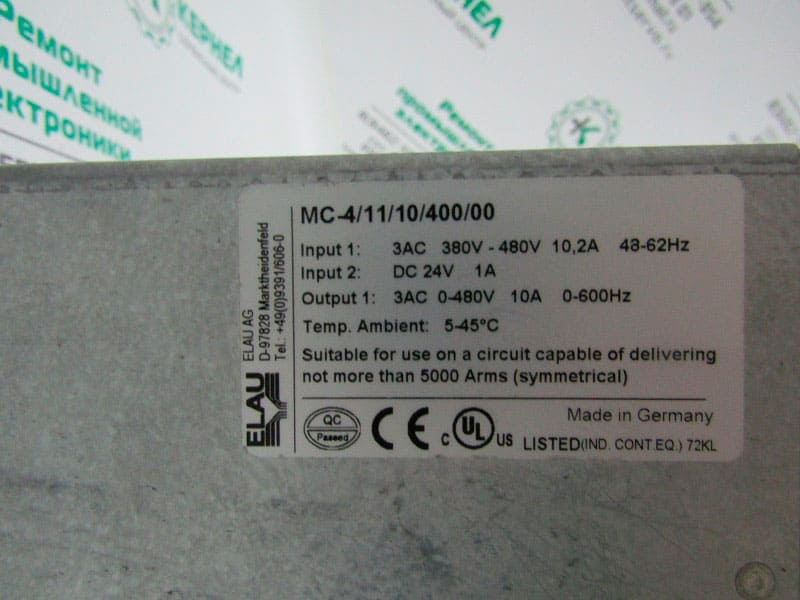 Ремонт
КЕРНЕЛ
Ремонт
MC-4/11/10/400/00
Input 1: 3AC 380V - 480V 10,2A 48-62Hz
Input 2: DC 24V 1A
Output 1: 3AC 0-480V 10A 0-600Hz
Temp. Ambient: 5-45°C
Suitable for use on a circuit capable of delivering
not more than 5000 Arms (symmetrical)
ELAU AG
D-97828 Marktheidenfeld
Tel.: +49(0)9391/606-0
ELAU
QC
Passed
CE
c UL US LISTED(IND. CONT.EQ.) 72KL
Made in Germany